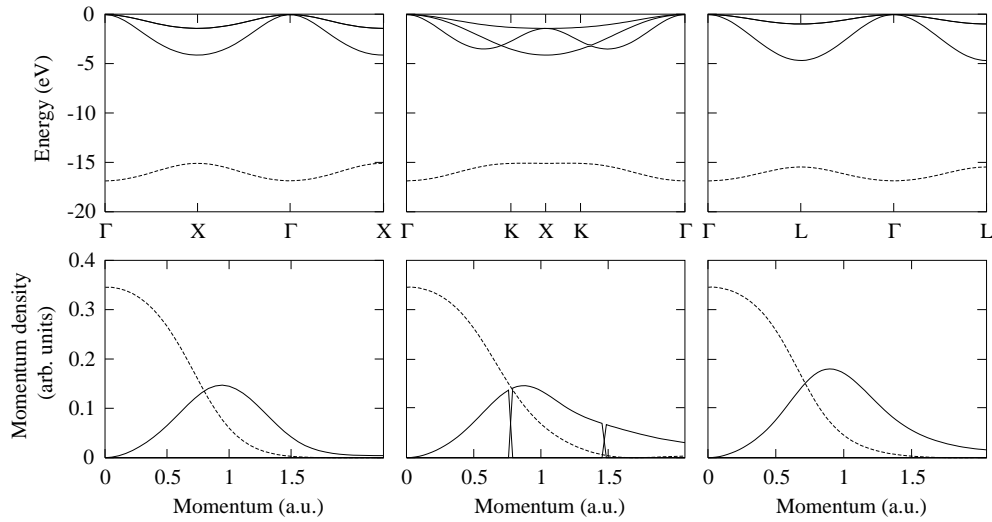 0
-5
-10
-15
-20
Energy (eV)
Γ X Γ X
Γ K X K Γ
Γ L Γ L
0.4
0.3
0.2
0.1
0
Momentum density
(arb. units)
0 0.5 1 1.5
0 0.5 1 1.5
0 0.5 1 1.5
Momentum (a.u.)
Momentum (a.u.)
Momentum (a.u.)